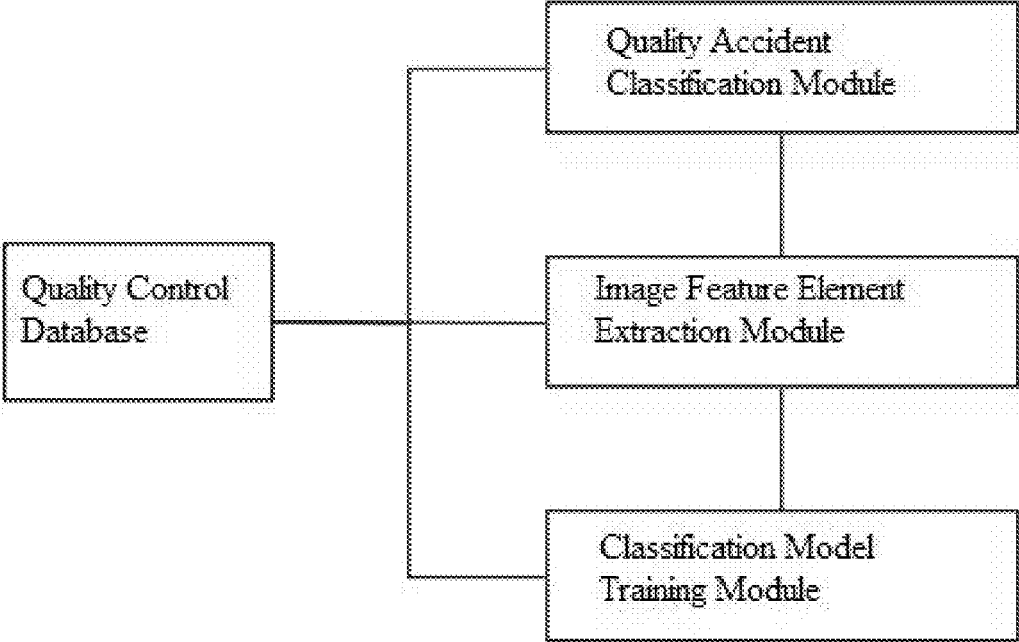 Quality Accident
Classification Module
Quality Control
Database
Image Feature Element
Extraction Module
Classification Model
Training Module